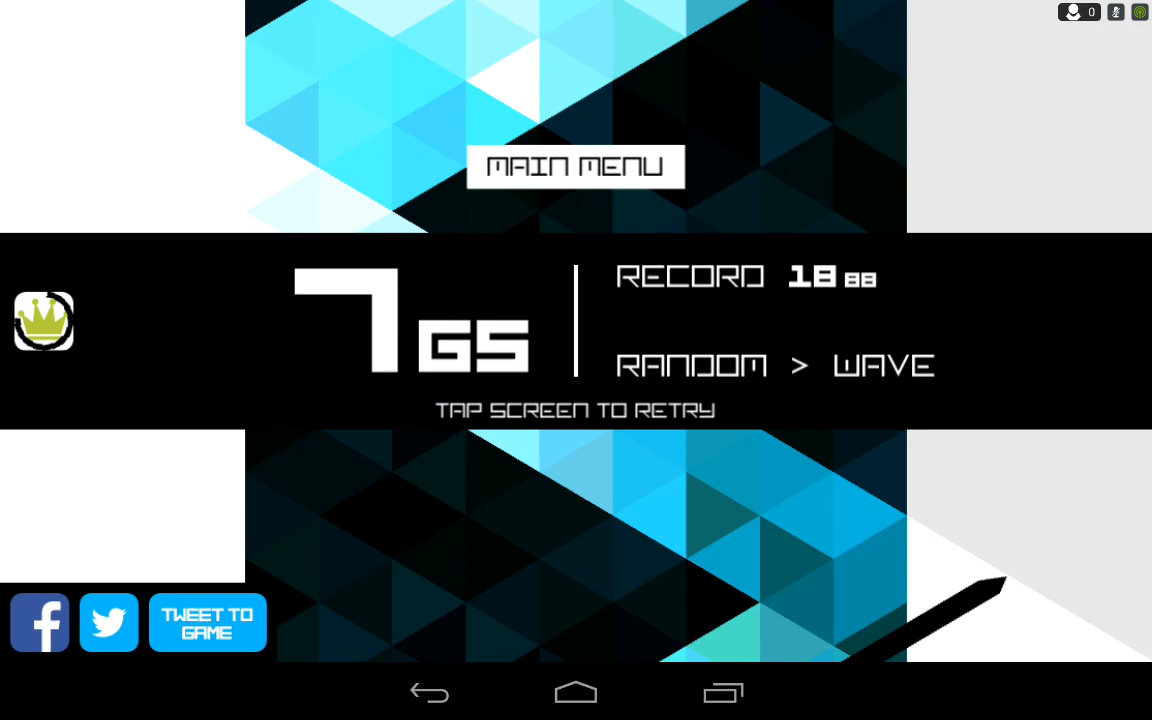 0
MAIN MENU
7 65
RECORD 18 88
RANDOM > WAVE
TAP SCREEN TO RETRY
TWEET TO
GAME